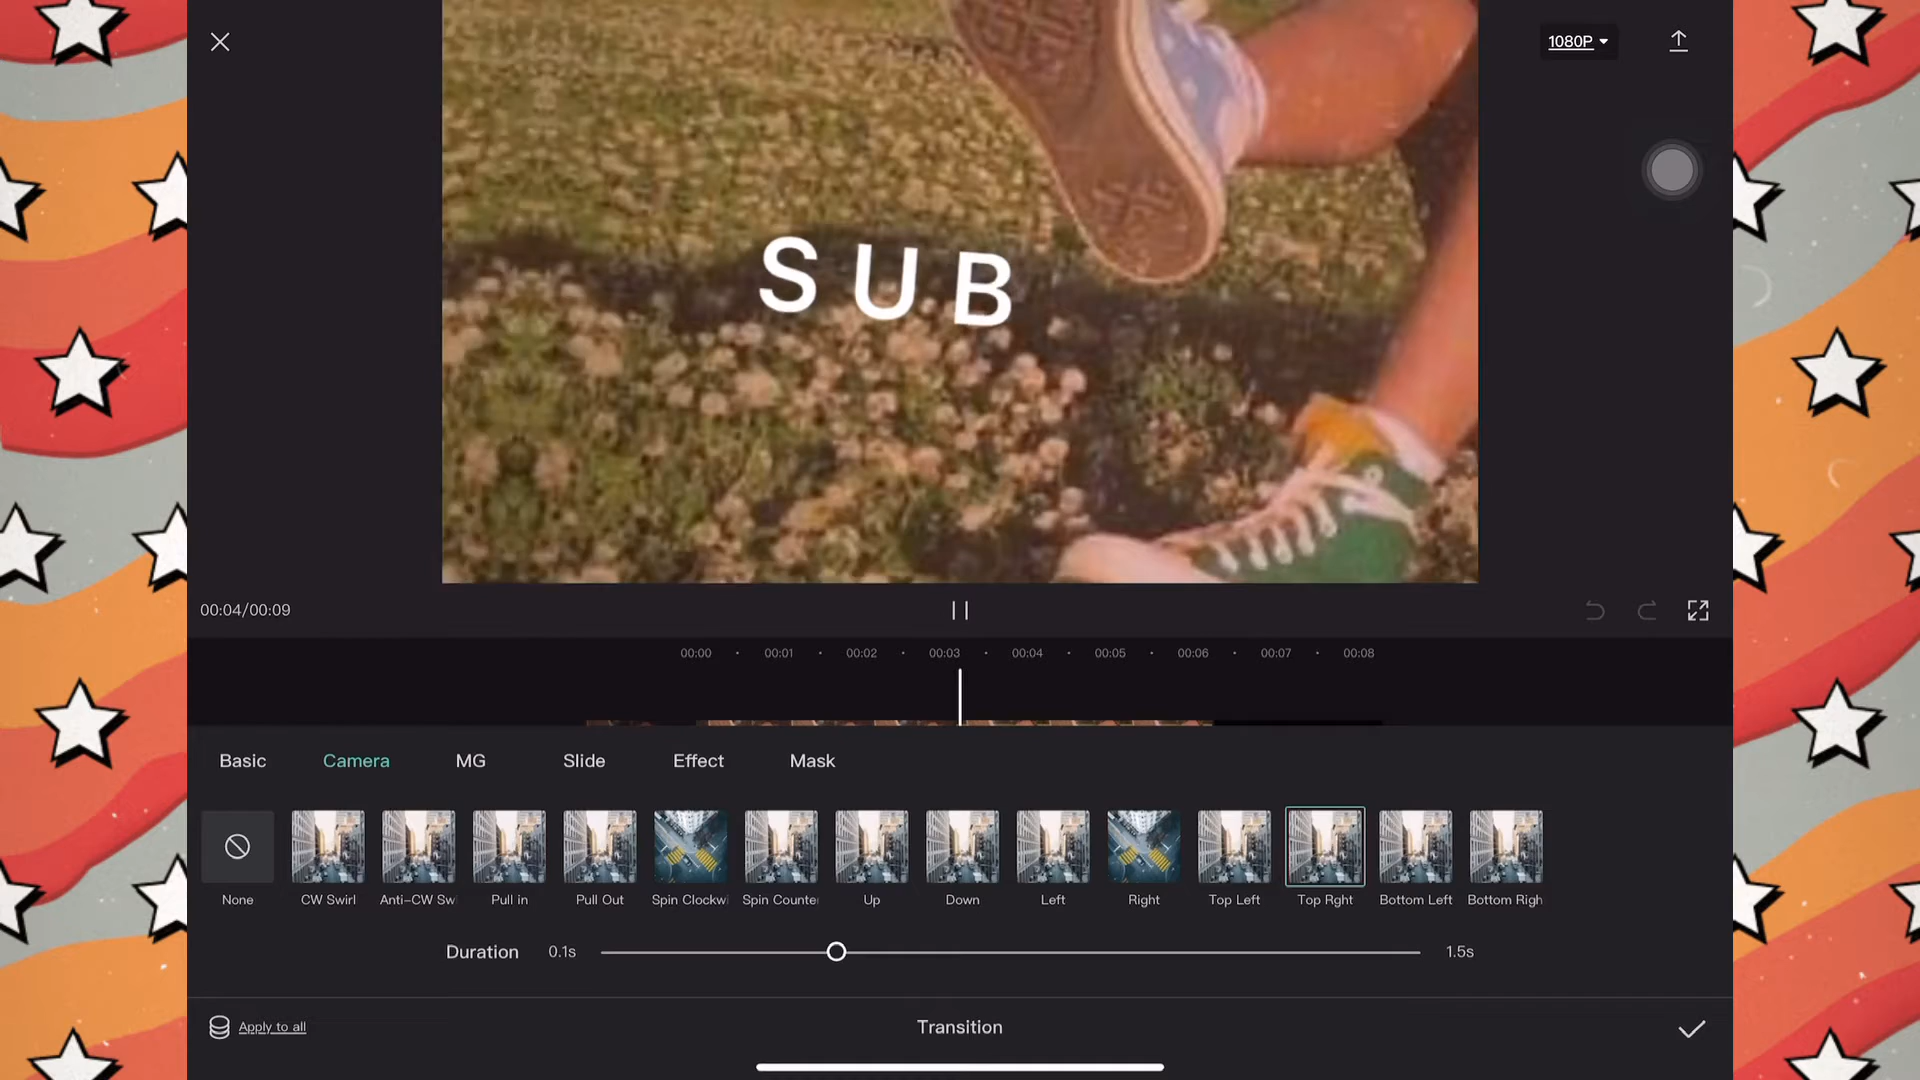 1080P
SUB
00:04/00:09
00:00 00:01 00:02 00:03 00:04 00:05 00:06 00:07 00:08
Basic Camera MG Slide Effect Mask
None CW Swirl Anti-CW Sw Pull in Pull Out Spin Clockwi Spin Counte Up Down Left Right Top Left Top Rght Bottom Left Bottom Righ
Duration 0.1s 1.5s
Apply to all Transition